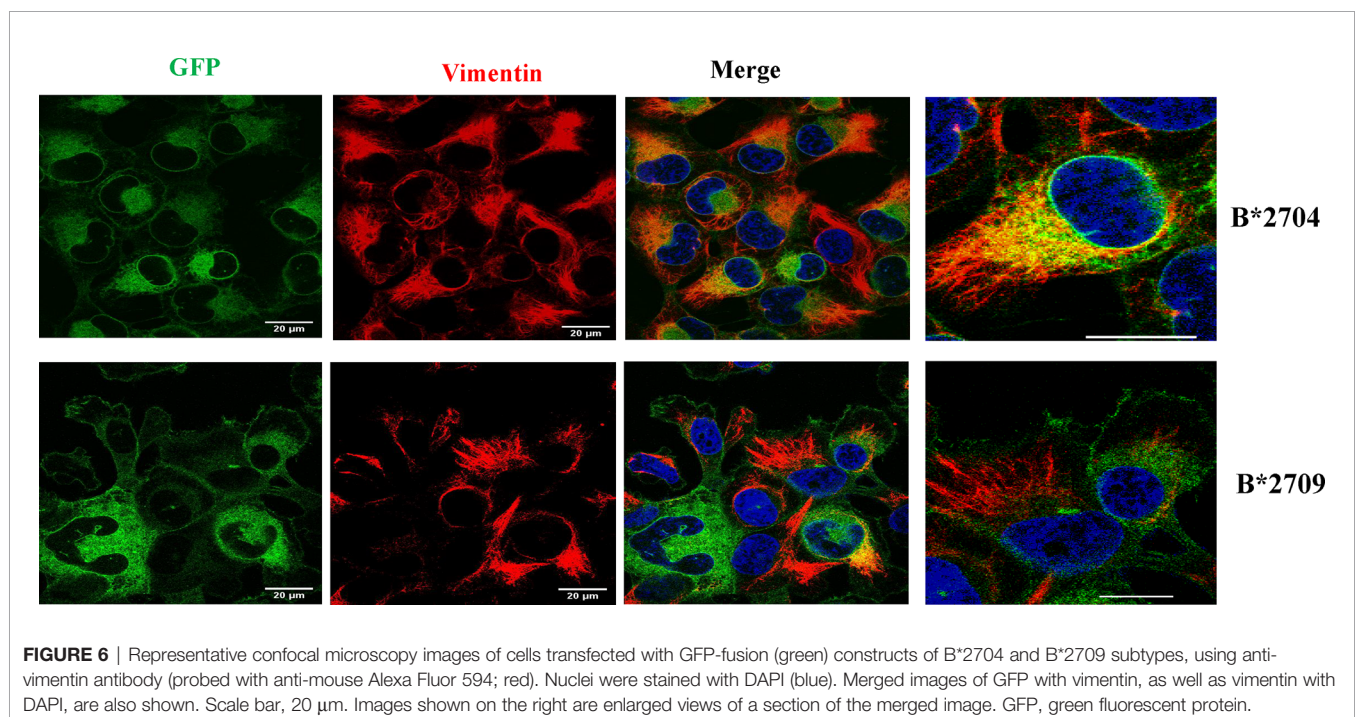 GFP Vimentin Merge
B*2704
20 μm 20 μm
B*2709
20 μm 20 μm
FIGURE 6 | Representative confocal microscopy images of cells transfected with GFP-fusion (green) constructs of B*2704 and B*2709 subtypes, using anti-
vimentin antibody (probed with anti-mouse Alexa Fluor 594; red). Nuclei were stained with DAPI (blue). Merged images of GFP with vimentin, as well as vimentin with
DAPI, are also shown. Scale bar, 20 μm. Images shown on the right are enlarged views of a section of the merged image. GFP, green fluorescent protein.